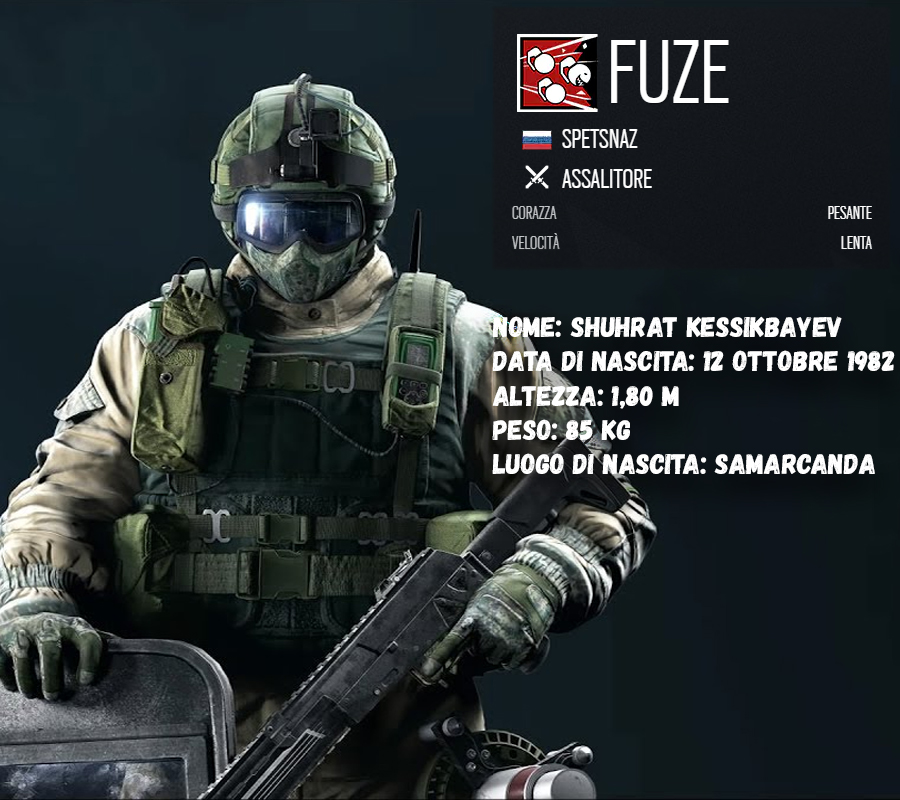 FUZE
SPETSNAZ
ASSALITORE
CORAZZA PESANTE
VELOCITÀ LENTA
NOME: SHUHRAT KESSIKBAYEV
DATA DI NASCITA: 12 OTTOBRE 1982
ALTEZZA: 1,80 M
PESO: 85 KG
LUOGO DI NASCITA: SAMARCANDA